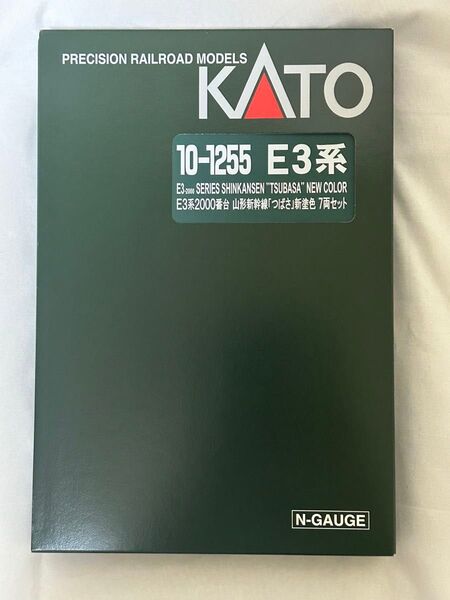 PRECISION RAILROAD MODELS
KATO
10-1255 E3系
E3-2000 SERIES SHINKANSEN "TSUBASA" NEW COLOR
E3系2000番台 山形新幹線「つばさ」新塗色 7両セット
N-GAUGE